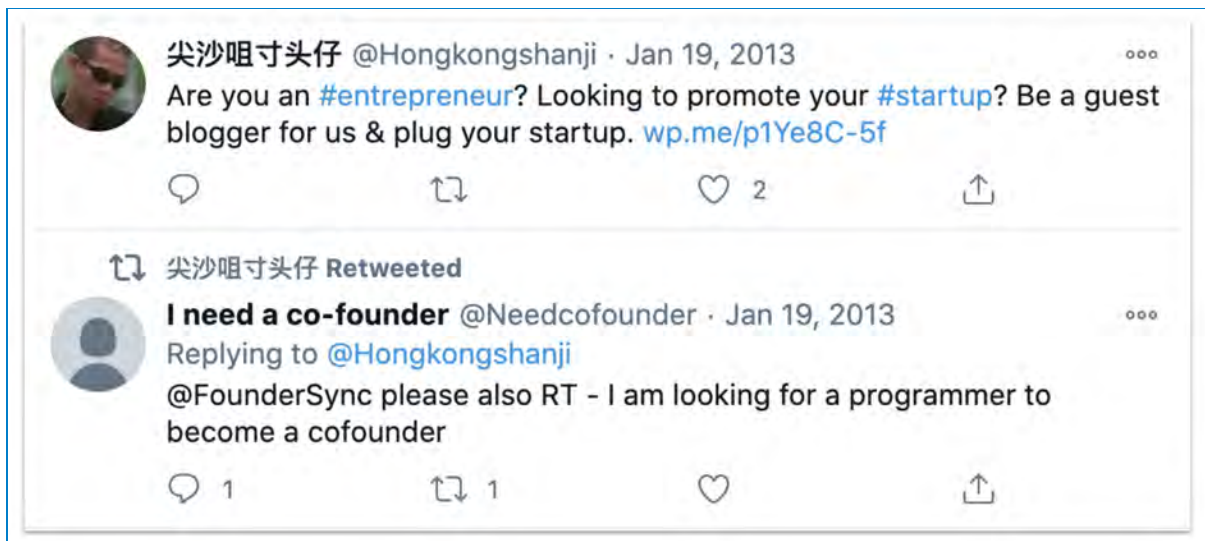 尖沙咀寸头仔 @Hongkongshanji · Jan 19, 2013
Are you an #entrepreneur? Looking to promote your #startup? Be a guest
blogger for us & plug your startup. wp.me/p1Ye8C-5f
2
尖沙咀寸头仔 Retweeted
I need a co-founder @Needcofounder · Jan 19, 2013
Replying to @Hongkongshanji
@FounderSync please also RT - I am looking for a programmer to
become a cofounder
1 1